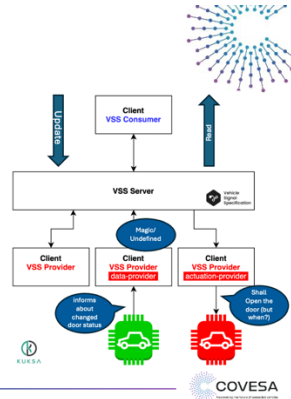 Update
Client
VSS Consumer
Read
VSS Server
Vehicle
Signal
Specification
Magic/
Undefined
Client
VSS Provider
Client
VSS Provider
data-provider
Client
VSS Provider
actuation-provider
informs
about
changed
door status
Shall
Open the
door (but
when?)
KUKSA
COVESA